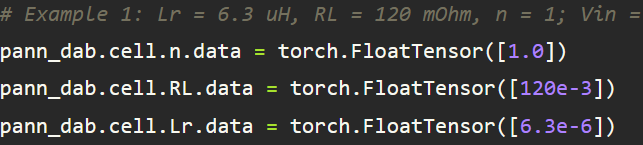 # Example 1: Lr = 6.3 uH, RL = 120 mOhm, n = 1; Vin =
pann_dab.cell.n.data = torch.FloatTensor([1.0])
pann_dab.cell.RL.data = torch.FloatTensor([120e-3])
pann_dab.cell.Lr.data = torch.FloatTensor([6.3e-6])